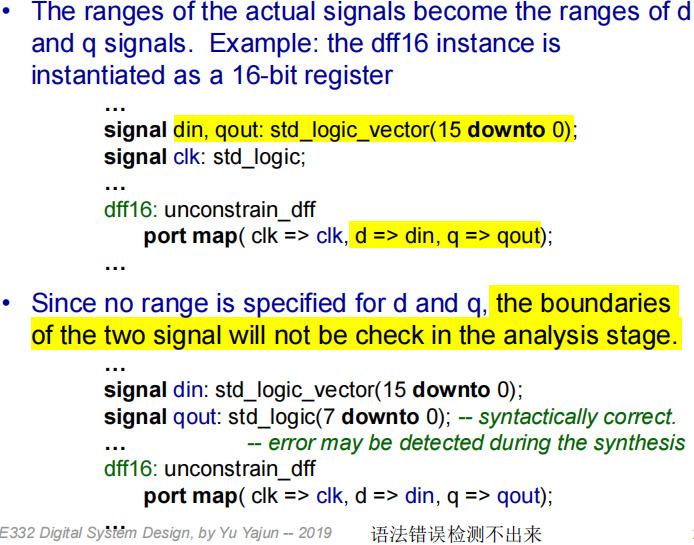 • The ranges of the actual signals become the ranges of d
and q signals. Example: the dff16 instance is
instantiated as a 16-bit register
…
signal din, qout: std_logic_vector(15 downto 0);
signal clk: std_logic;
…
dff16: unconstrain_dff
port map( clk => clk, d => din, q => qout);
…
• Since no range is specified for d and q, the boundaries
of the two signal will not be check in the analysis stage.
…
signal din: std_logic_vector(15 downto 0);
signal qout: std_logic(7 downto 0); -- syntactically correct.
… -- error may be detected during the synthesis
dff16: unconstrain_dff
port map( clk => clk, d => din, q => qout);
…
E332 Digital System Design, by Yu Yajun -- 2019 语法错误检测不出来